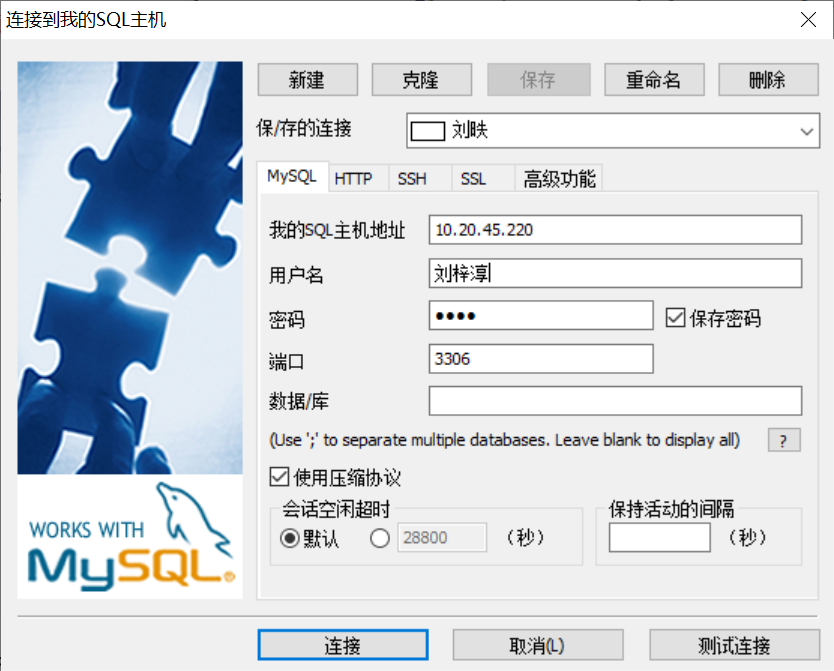 连接到我的SQL主机
新建 克隆 保存 重命名 删除
保/存的连接 刘昳
MySQL HTTP SSH SSL 高级功能
我的SQL主机地址 10.20.45.220
用户名 刘梓淳
密码 •••• 保存密码
端口 3306
数据/库
(Use ';' to separate multiple databases. Leave blank to display all) ?
使用压缩协议
会话空闲超时 保持活动的间隔
默认 28800 (秒) (秒)
WORKS WITH
MySQL®
连接 取消(L) 测试连接